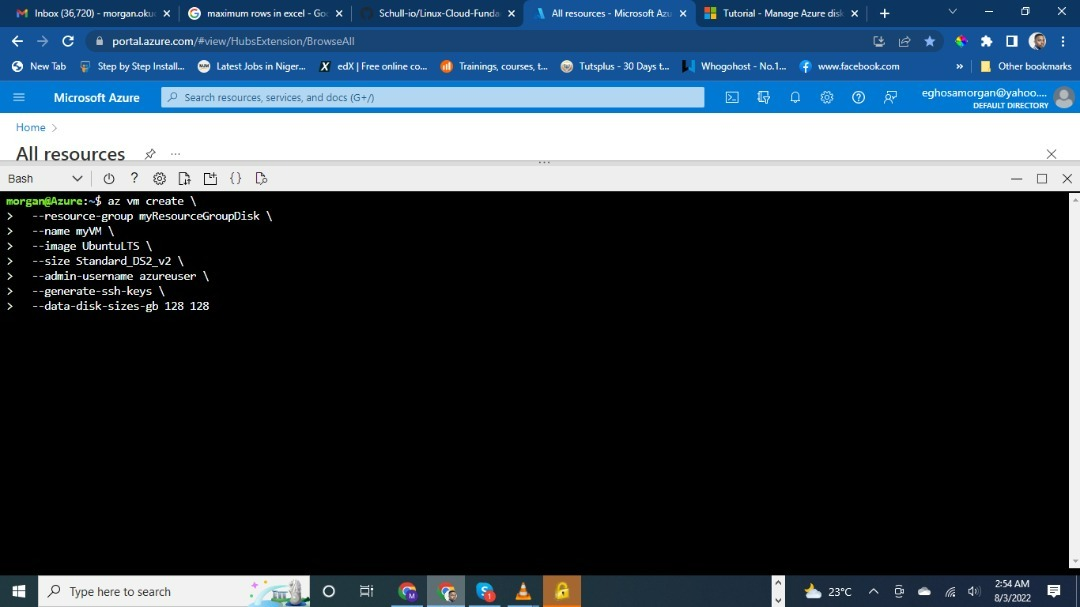 Inbox (36,720) - morgan.oku
maximum rows in excel - Go
Schull-io/Linux-Cloud-Funda
All resources - Microsoft Azu
Tutorial - Manage Azure disk
portal.azure.com/#view/HubsExtension/BrowseAll
New Tab
Step by Step Install...
Latest Jobs in Niger...
edX | Free online co...
Trainings, courses, t...
Tutsplus - 30 Days t...
Whogohost - No.1...
www.facebook.com
»
Other bookmarks
Microsoft Azure
Search resources, services, and docs (G+/)
eghosamorgan@yahoo....
DEFAULT DIRECTORY
Home >
All resources
...
Bash
morgan@Azure:~$ az vm create \
> --resource-group myResourceGroupDisk \
> --name myVM \
> --image UbuntuLTS \
> --size Standard_DS2_v2 \
> --admin-username azureuser \
> --generate-ssh-keys \
> --data-disk-sizes-gb 128 128
Type here to search
23°C
2:54 AM
8/3/2022